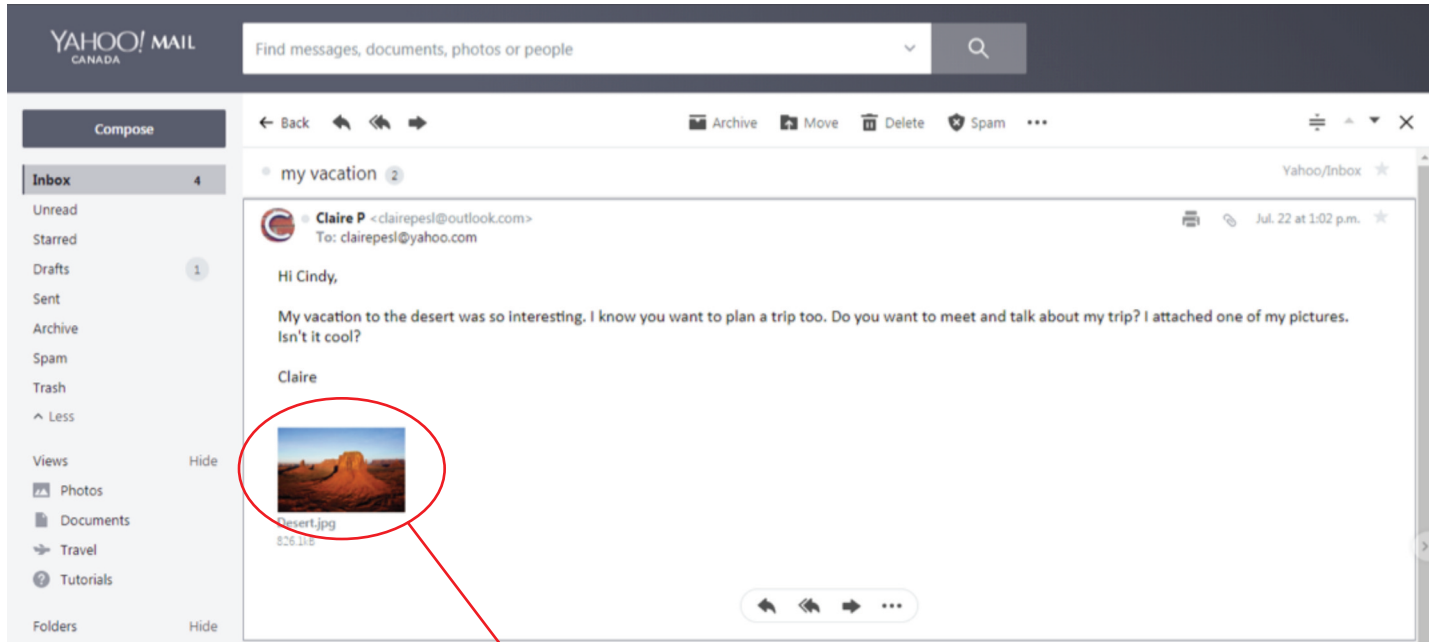 YAHOO! MAIL
CANADA
Find messages, documents, photos or people
Compose
← Back
Archive Move Delete Spam •••
Inbox 4
my vacation 2
Yahoo/Inbox
Unread
Starred
Drafts 1
Sent
Archive
Spam
Trash
Less
Views Hide
Photos
Documents
Travel
Tutorials
Folders Hide
Claire P <clairepesl@outlook.com>
Jul. 22 at 1:02 p.m.
To: clairepesl@yahoo.com
Hi Cindy,
My vacation to the desert was so interesting. I know you want to plan a trip too. Do you want to meet and talk about my trip? I attached one of my pictures.
Isn't it cool?
Claire
Desert.jpg
826.1kB